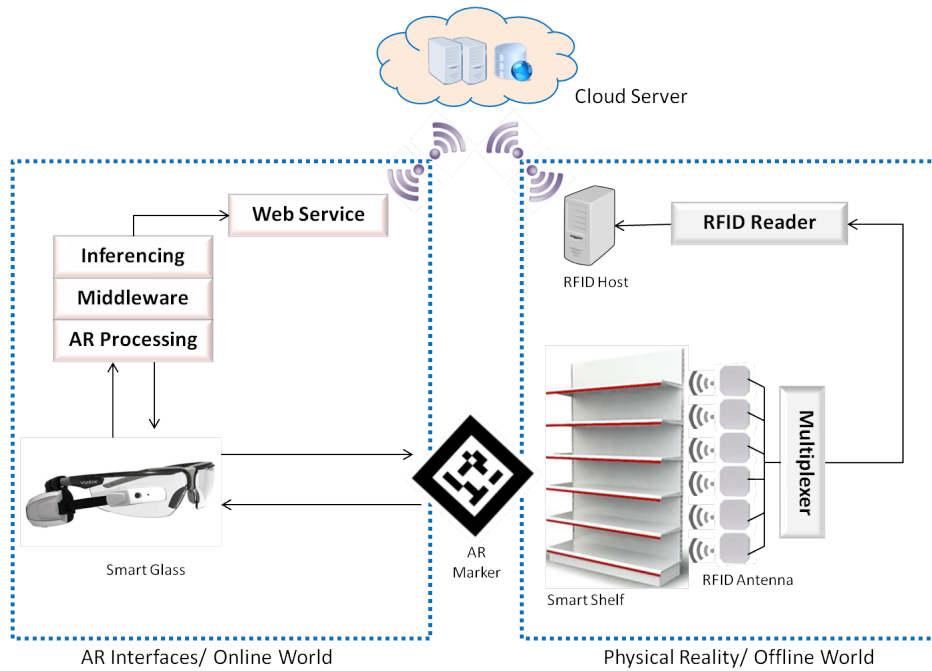 Cloud Server
Web Service
Inferencing
Middleware
AR Processing
Smart Glass
AR
Marker
RFID Reader
RFID Host
Multiplexer
RFID Antenna
Smart Shelf
AR Interfaces/ Online World
Physical Reality/ Offline World